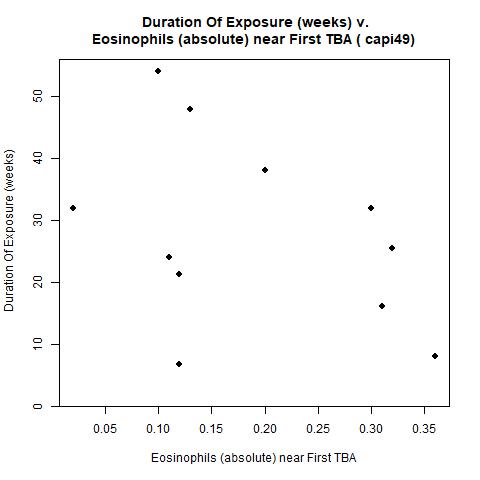 Duration Of Exposure (weeks) v.
Eosinophils (absolute) near First TBA ( capi49)
Duration Of Exposure (weeks)
50
40
30
20
10
0
0.05 0.10 0.15 0.20 0.25 0.30 0.35
Eosinophils (absolute) near First TBA